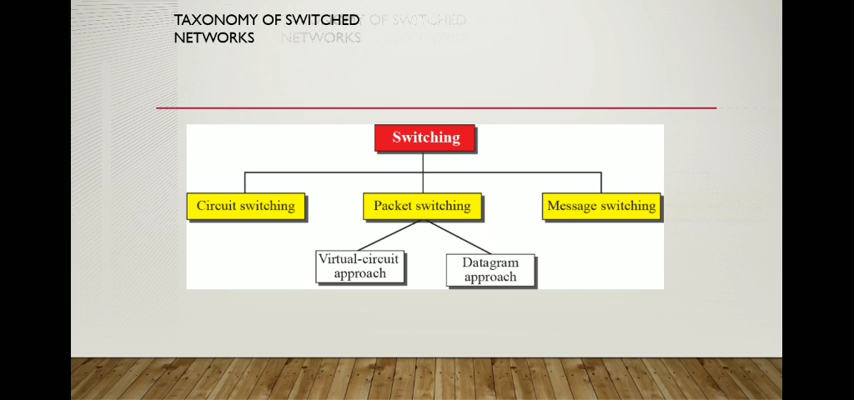 TAXONOMY OF SWITCHED
NETWORKS
Switching
Circuit switching
Packet switching
Message switching
Virtual-circuit
approach
Datagram
approach